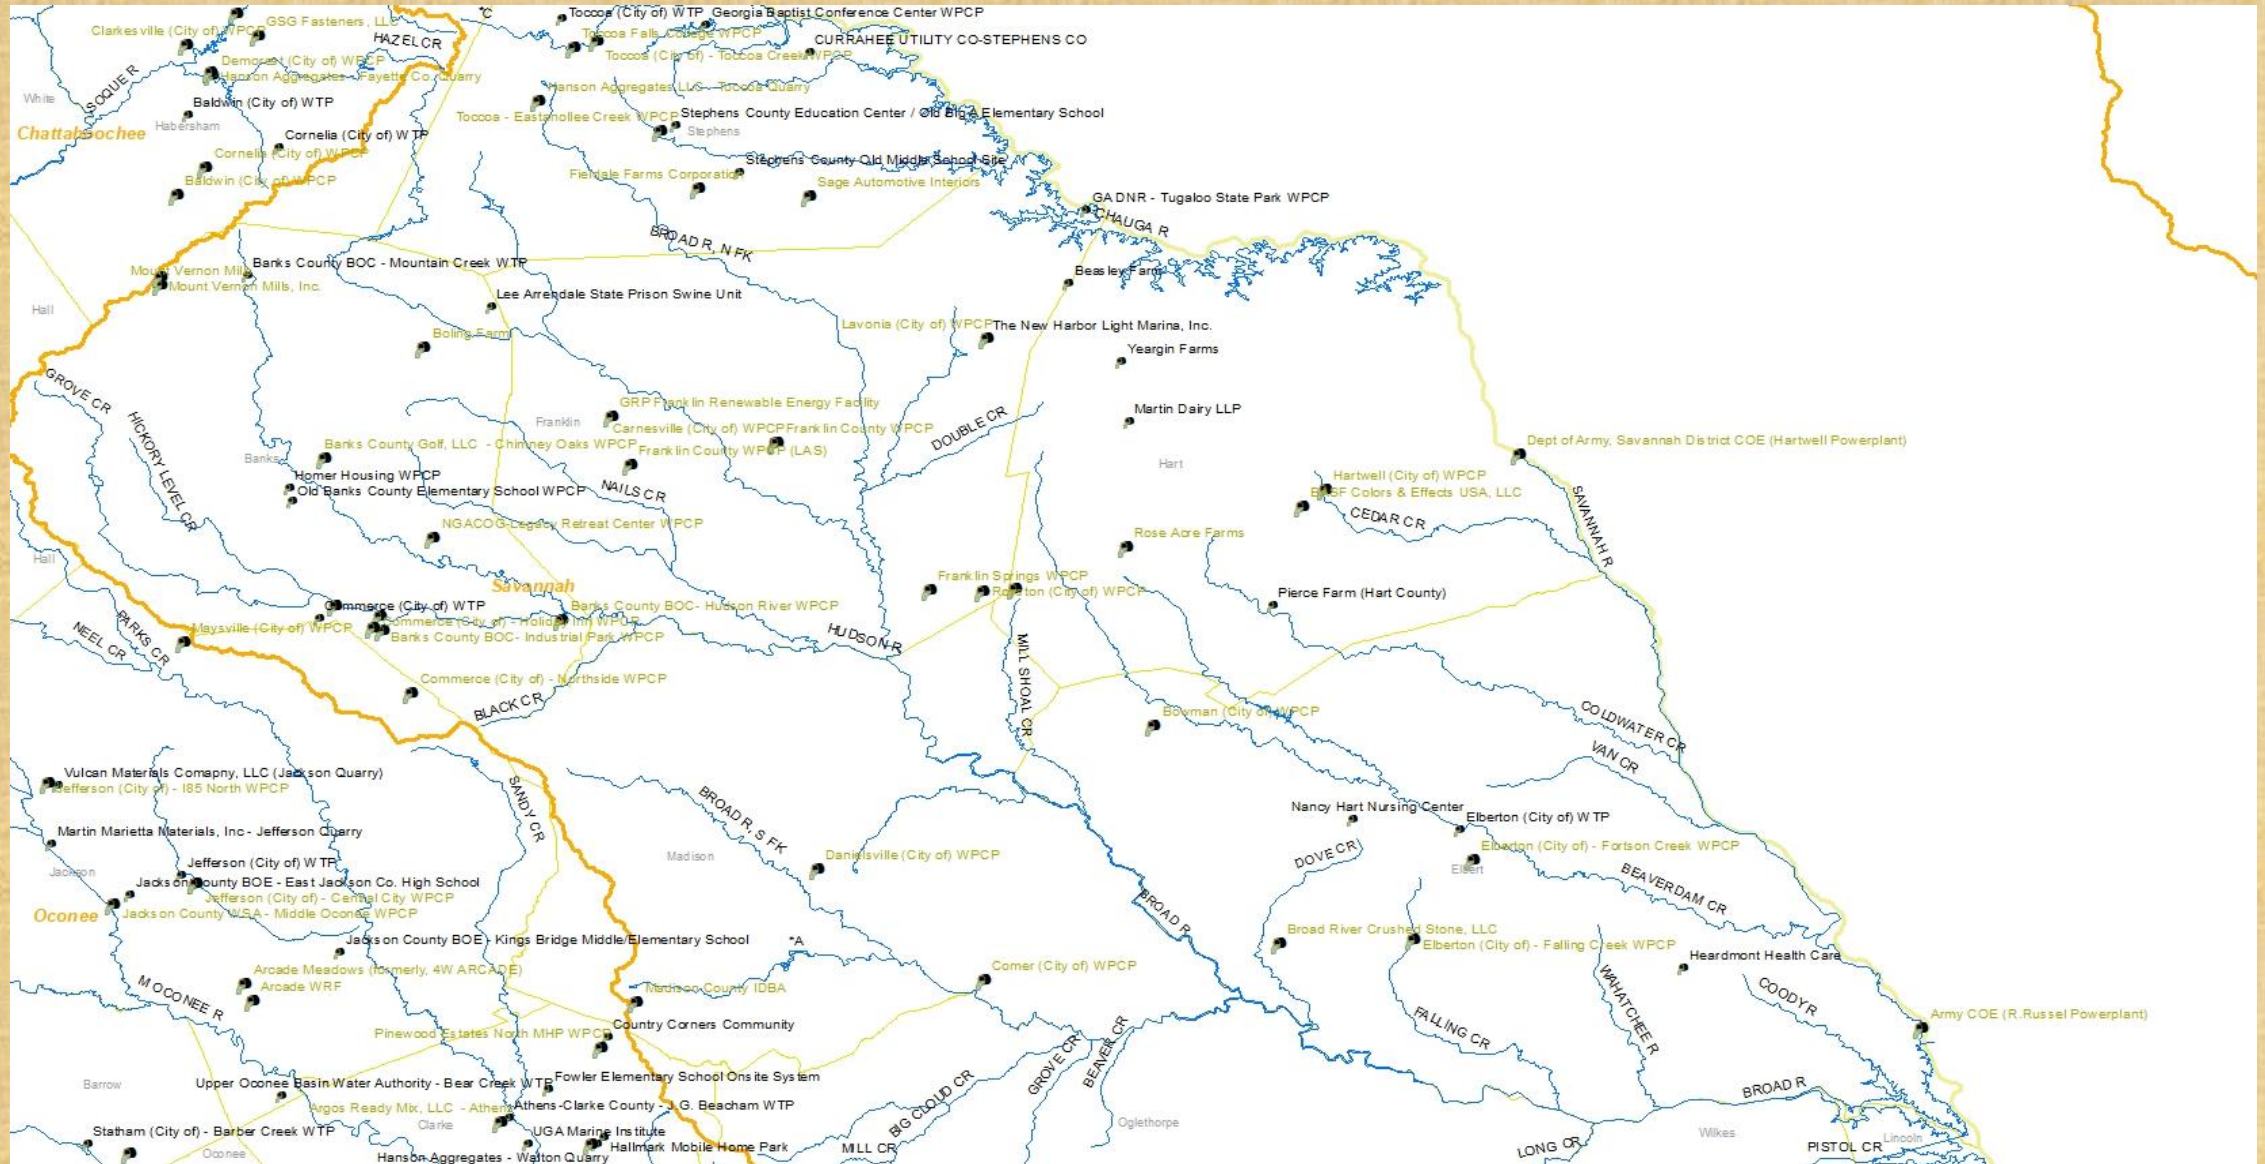 *C
Toccoa (City of) WTP
Georgia Baptist Conference Center WPCP
GSG Fasteners, LLC
Clarkesville (City of) WPCP
HAZEL CR
Toccoa Falls College WPCP
CURRAHEE UTILITY CO-STEPHENS CO
Toccoa (City of) - Toccoa Creek WPCP
Demorest (City of) WPCP
Hanson Aggregates - Fayette Co. Quarry
Hanson Aggregates LLC - Toccoa Quarry
White
SOQUE R
Baldwin (City of) WTP
Toccoa - Eastanollee Creek WPCP
Stephens County Education Center / Old Big A Elementary School
Habersham
Stephens
Chattahoochee
Cornelia (City of) WTP
Cornelia (City of) WPCP
Stephens County Old Middle School Site
Baldwin (City of) WPCP
Fieldale Farms Corporation
Sage Automotive Interiors
GA DNR - Tugaloo State Park WPCP
CHAUGA R
BROAD R, N FK
Banks County BOC - Mountain Creek WTP
Mount Vernon Mills
Mount Vernon Mills, Inc.
Beasley Farm
Lee Arrendale State Prison Swine Unit
Hall
Boling Farm
Lavonia (City of) WPCP
The New Harbor Light Marina, Inc.
Yeargin Farms
GROVE CR
GRP Franklin Renewable Energy Facility
Martin Dairy LLP
HICKORY LEVEL CR
Franklin
Carnesville (City of) WPCP
Franklin County WPCP
DOUBLE CR
Banks County Golf, LLC - Chimney Oaks WPCP
Franklin County WPCP (LAS)
Dept of Army, Savannah District COE (Hartwell Powerplant)
Banks
Hart
Homer Housing WPCP
Hartwell (City of) WPCP
Old Banks County Elementary School WPCP
NAILS CR
BASF Colors & Effects USA, LLC
CEDAR CR
SAVANNAH R
NGACOG-Legacy Retreat Center WPCP
Rose Acre Farms
Hall
Savannah
Franklin Springs WPCP
Royston (City of) WPCP
Pierce Farm (Hart County)
Commerce (City of) WTP
Banks County BOC- Hudson River WPCP
Commerce (City of) - Holiday Inn WPCP
Maysville (City of) WPCP
Banks County BOC- Industrial Park WPCP
PARKS CR
NEEL CR
HUDSON R
MILL SHOAL CR
Commerce (City of) - Northside WPCP
BLACK CR
Bowman (City of) WPCP
COLDWATER CR
VAN CR
Vulcan Materials Comapny, LLC (Jackson Quarry)
Jefferson (City of) - I85 North WPCP
SANDY CR
BROAD R, S FK
Nancy Hart Nursing Center
Elberton (City of) WTP
Martin Marietta Materials, Inc - Jefferson Quarry
Elberton (City of) - Fortson Creek WPCP
DOVE CR
Madison
Danielsville (City of) WPCP
Jefferson (City of) WTP
Jackson
Elbert
BEAVERDAM CR
Jackson County BOE - East Jackson Co. High School
Jefferson (City of) - Central City WPCP
Oconee
Jackson County WSA - Middle Oconee WPCP
BROAD R
Broad River Crushed Stone, LLC
Jackson County BOE - Kings Bridge Middle/Elementary School
*A
Elberton (City of) - Falling Creek WPCP
Heardmont Health Care
Arcade Meadows (formerly, 4W ARCADE)
Arcade WRF
Comer (City of) WPCP
Madison County IDBA
M OCONEE R
WAHATCHEE R
COODY R
Army COE (R.Russel Powerplant)
Country Corners Community
Pinewood Estates North MHP WPCP
FALLING CR
GROVE CR
BEAVER CR
Barrow
Upper Oconee Basin Water Authority - Bear Creek WTP
Fowler Elementary School Onsite System
BIG CLOUD CR
BROAD R
Argos Ready Mix, LLC - Athens
Athens-Clarke County - J.G. Beacham WTP
Clarke
Oglethorpe
Statham (City of) - Barber Creek WTP
UGA Marine Institute
Wilkes
Lincoln
Hallmark Mobile Home Park
MILL CR
LONG CR
PISTOL CR
Oconee
Hanson Aggregates - Walton Quarry